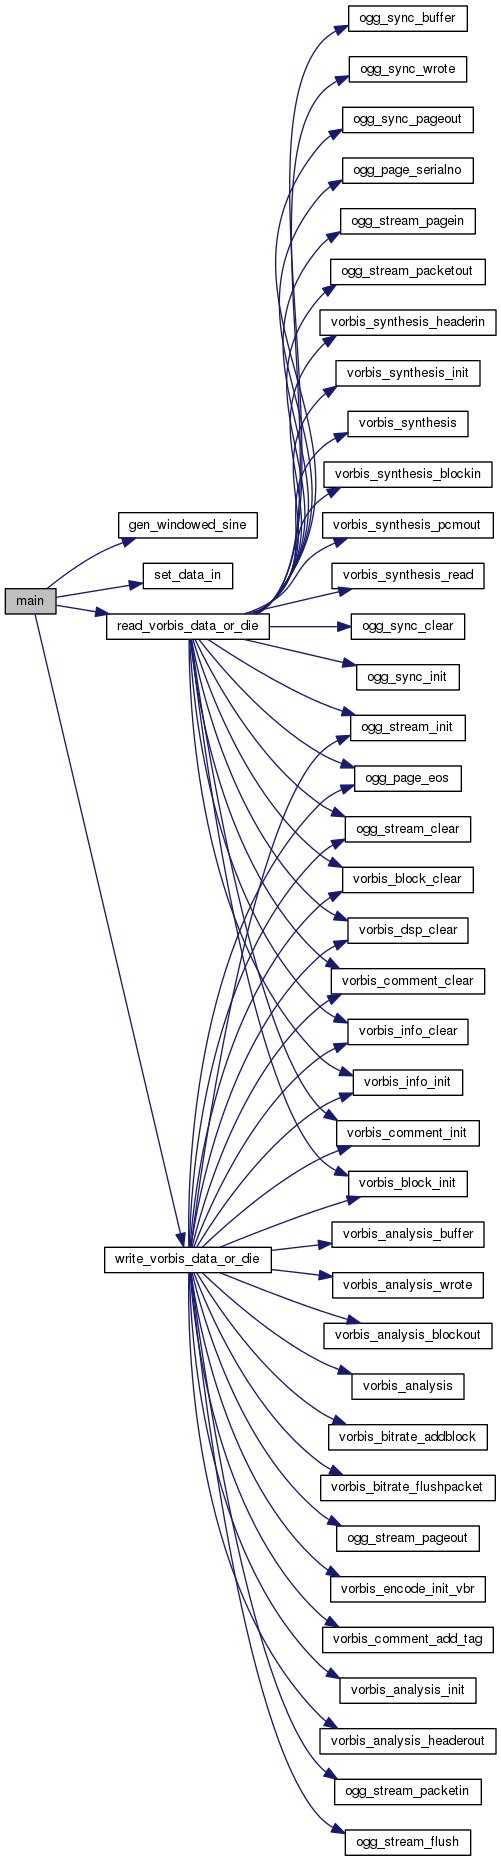 main
gen_windowed_sine
set_data_in
read_vorbis_data_or_die
write_vorbis_data_or_die
ogg_sync_buffer
ogg_sync_wrote
ogg_sync_pageout
ogg_page_serialno
ogg_stream_pagein
ogg_stream_packetout
vorbis_synthesis_headerin
vorbis_synthesis_init
vorbis_synthesis
vorbis_synthesis_blockin
vorbis_synthesis_pcmout
vorbis_synthesis_read
ogg_sync_clear
ogg_sync_init
ogg_stream_init
ogg_page_eos
ogg_stream_clear
vorbis_block_clear
vorbis_dsp_clear
vorbis_comment_clear
vorbis_info_clear
vorbis_info_init
vorbis_comment_init
vorbis_block_init
vorbis_analysis_buffer
vorbis_analysis_wrote
vorbis_analysis_blockout
vorbis_analysis
vorbis_bitrate_addblock
vorbis_bitrate_flushpacket
ogg_stream_pageout
vorbis_encode_init_vbr
vorbis_comment_add_tag
vorbis_analysis_init
vorbis_analysis_headerout
ogg_stream_packetin
ogg_stream_flush